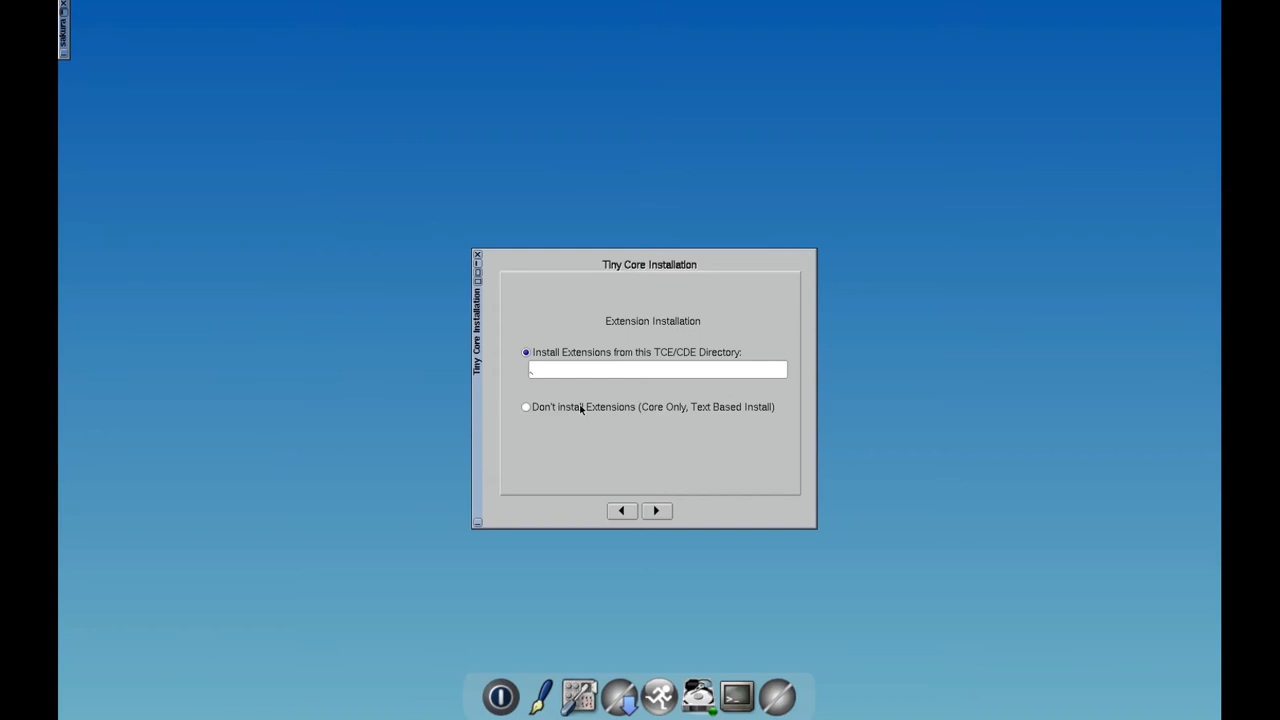 sakura
Tiny Core Installation
Tiny Core Installation
Extension Installation
Install Extensions from this TCE/CDE Directory:
Don't install Extensions (Core Only, Text Based Install)